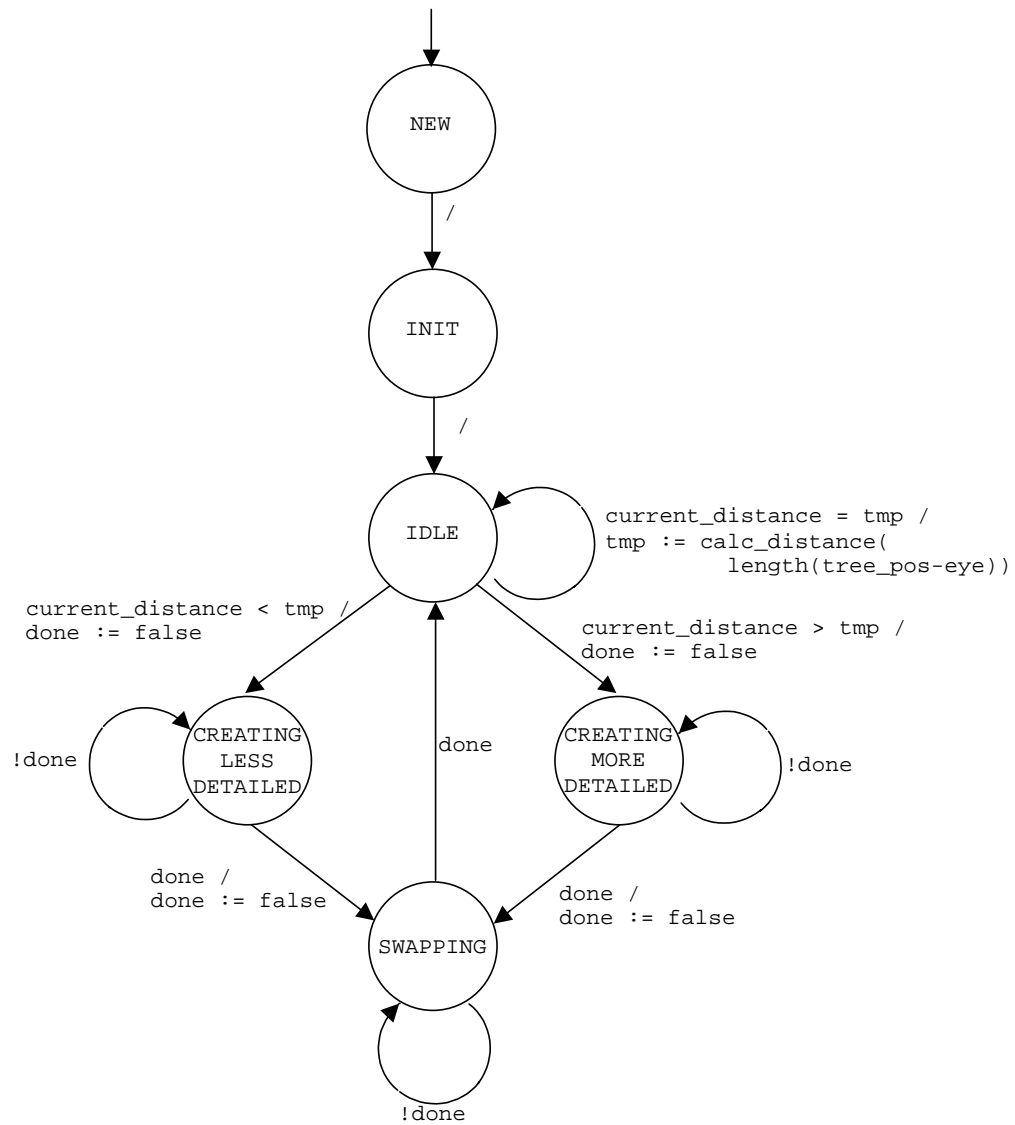 NEW
/
INIT
/
IDLE
current_distance = tmp /
tmp := calc_distance(
length(tree_pos-eye))
current_distance < tmp /
done := false
current_distance > tmp /
done := false
!done
CREATING
LESS
DETAILED
done
CREATING
MORE
DETAILED
!done
done /
done := false
done /
done := false
SWAPPING
!done